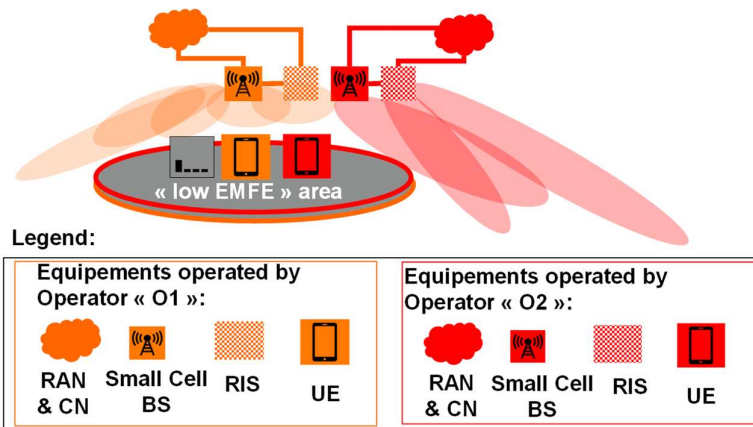 « low EMFE » area
Legend:
Equipements operated by
Operator « O1 »:
RAN
& CN
Small Cell
BS
RIS
UE
Equipements operated by
Operator « O2 »:
RAN
& CN
Small Cell
BS
RIS
UE